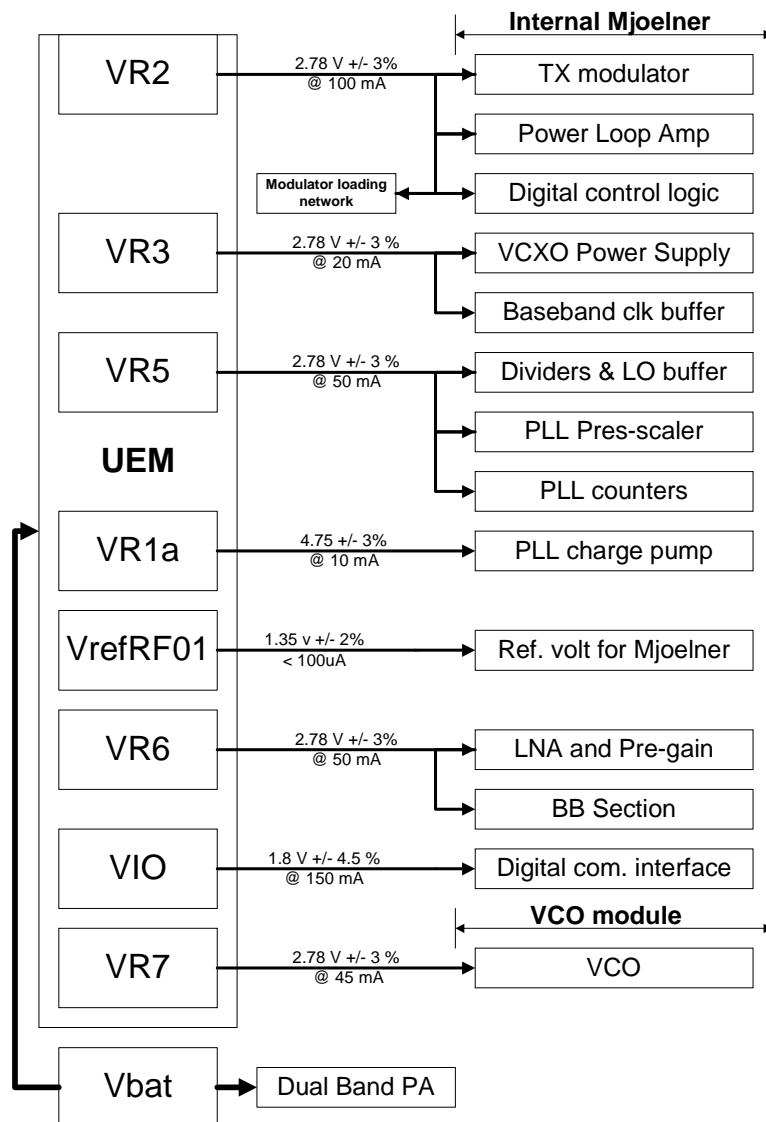 Internal Mjoelner
VR2
2.78 V +/- 3%
@ 100 mA
TX modulator
Power Loop Amp
Modulator loading
network
Digital control logic
VR3
2.78 V +/- 3 %
@ 20 mA
VCXO Power Supply
Baseband clk buffer
VR5
2.78 V +/- 3 %
@ 50 mA
Dividers & LO buffer
PLL Pres-scaler
UEM
PLL counters
VR1a
4.75 +/- 3%
@ 10 mA
PLL charge pump
VrefRF01
1.35 v +/- 2%
< 100uA
Ref. volt for Mjoelner
VR6
2.78 V +/- 3%
@ 50 mA
LNA and Pre-gain
BB Section
VIO
1.8 V +/- 4.5 %
@ 150 mA
Digital com. interface
VCO module
VR7
2.78 V +/- 3 %
@ 45 mA
VCO
Vbat
Dual Band PA